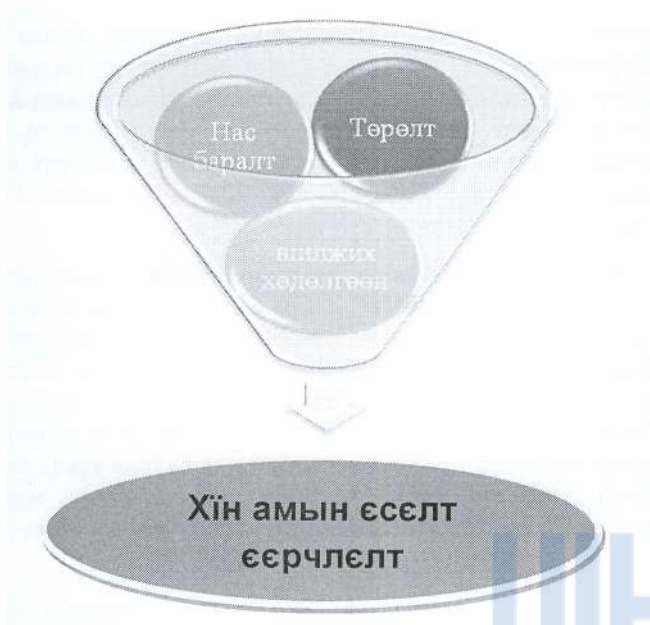 Нас
баралт
Төрөлт
шилжих
хөдөлгөөн
Хїн амын єсєлт
єєрчлєлт